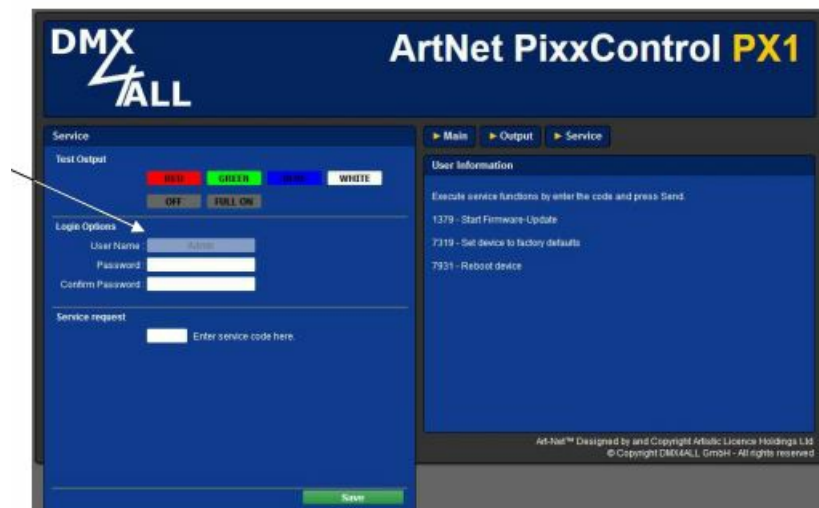 DMX
4ALL
ArtNet PixxControl PX1
Service
Test Output
RED GREEN BLUE WHITE
OFF FULL ON
Login Options
User Name : Admin
Password :
Confirm Password :
Service request
Enter service code here.
Save
Main Output Service
User Information
Execute service functions by enter the code and press Send.
1379 - Start Firmware-Update
7319 - Set device to factory defaults
7931 - Reboot device
Art-Net™ Designed by and Copyright Artistic Licence Holdings Ltd
© Copyright DMX4ALL GmbH - All rights reserved